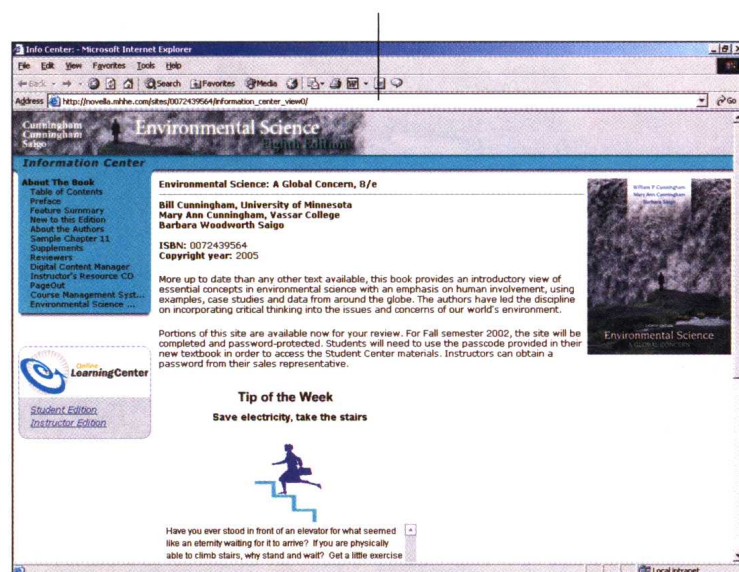 Info Center: - Microsoft Internet Explorer
File Edit View Favorites Tools Help
Back Search Favorites Media
Address http://novella.mhhe.com/sites/0072439564/information_center_view0/ Go
Cunningham
Cunningham
Saigo
Environmental Science
Eighth Edition
Information Center
About The Book
Table of Contents
Preface
Feature Summary
New to this Edition
About the Authors
Sample Chapter 11
Supplements
Reviewers
Digital Content Manager
Instructor's Resource CD
PageOut
Course Management Syst...
Environmental Science ...
Online
LearningCenter
Student Edition
Instructor Edition
Environmental Science: A Global Concern, 8/e
Bill Cunningham, University of Minnesota
Mary Ann Cunningham, Vassar College
Barbara Woodworth Saigo
ISBN: 0072439564
Copyright year: 2005
More up to date than any other text available, this book provides an introductory view of
essential concepts in environmental science with an emphasis on human involvement, using
examples, case studies and data from around the globe. The authors have led the discipline
on incorporating critical thinking into the issues and concerns of our world's environment.
Portions of this site are available now for your review. For Fall semester 2002, the site will be
completed and password-protected. Students will need to use the passcode provided in their
new textbook in order to access the Student Center materials. Instructors can obtain a
password from their sales representative.
Tip of the Week
Save electricity, take the stairs
Have you ever stood in front of an elevator for what seemed
like an eternity waiting for it to arrive? If you are physically
able to climb stairs, why stand and wait? Get a little exercise
William P. Cunningham
Mary Ann Cunningham
Barbara Saigo
Environmental Science
A GLOBAL CONCERN
Local intranet